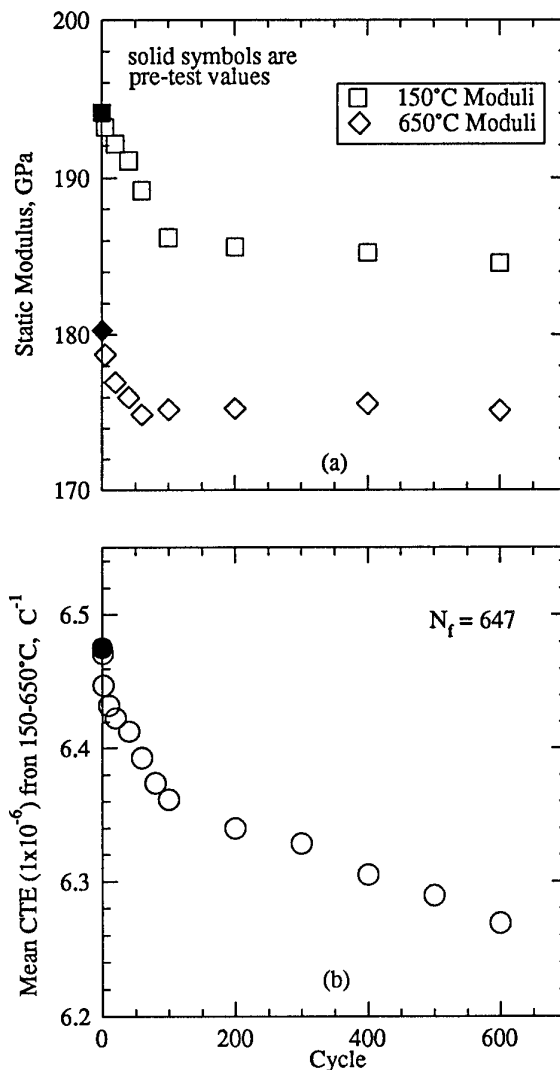 200
190
180
170
Static Modulus, GPa
solid symbols are
pre-test values
150°C Moduli
650°C Moduli
(a)
6.5
6.4
6.3
6.2
Mean CTE (1x10⁻⁶) fron 150-650°C, C⁻¹
N_f = 647
(b)
0 200 400 600
Cycle